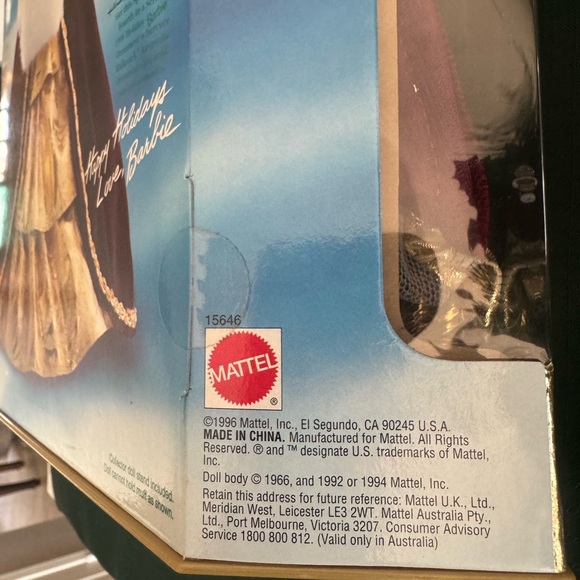 Happy Holidays
Love, Barbie
15646
MATTEL
®
©1996 Mattel, Inc., El Segundo, CA 90245 U.S.A.
MADE IN CHINA. Manufactured for Mattel. All Rights
Reserved. ® and ™ designate U.S. trademarks of Mattel,
Inc.
Doll body © 1966, and 1992 or 1994 Mattel, Inc.
Retain this address for future reference: Mattel U.K., Ltd.,
Meridian West, Leicester LE3 2WT. Mattel Australia Pty.,
Ltd., Port Melbourne, Victoria 3207. Consumer Advisory
Service 1800 800 812. (Valid only in Australia)
Collector doll stand included.
Doll cannot hold muff as shown.